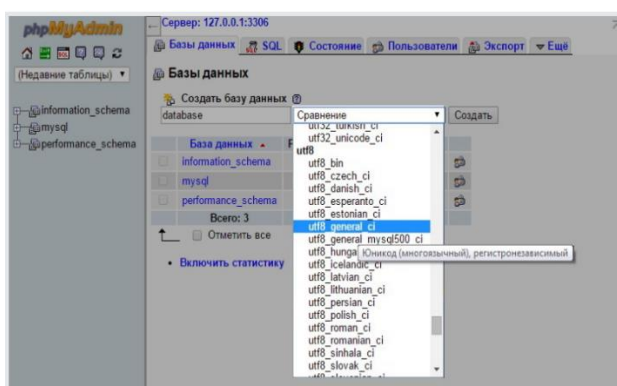 phpMyAdmin
(Недавние таблицы)
information_schema
mysql
performance_schema
Сервер: 127.0.0.1:3306
Базы данных SQL Состояние Пользователи Экспорт Ещё
Базы данных
Создать базу данных
database Сравнение Создать
База данных
information_schema
mysql
performance_schema
Всего: 3
Отметить все
Включить статистику
utf32_turkish_ci
utf32_unicode_ci
utf8
utf8_bin
utf8_czech_ci
utf8_danish_ci
utf8_esperanto_ci
utf8_estonian_ci
utf8_general_ci
utf8_general_mysql500_ci
utf8_hunga
Юникод (многоязычный), регистронезависимый
utf8_icelandic_ci
utf8_latvian_ci
utf8_lithuanian_ci
utf8_persian_ci
utf8_polish_ci
utf8_roman_ci
utf8_romanian_ci
utf8_sinhala_ci
utf8_slovak_ci